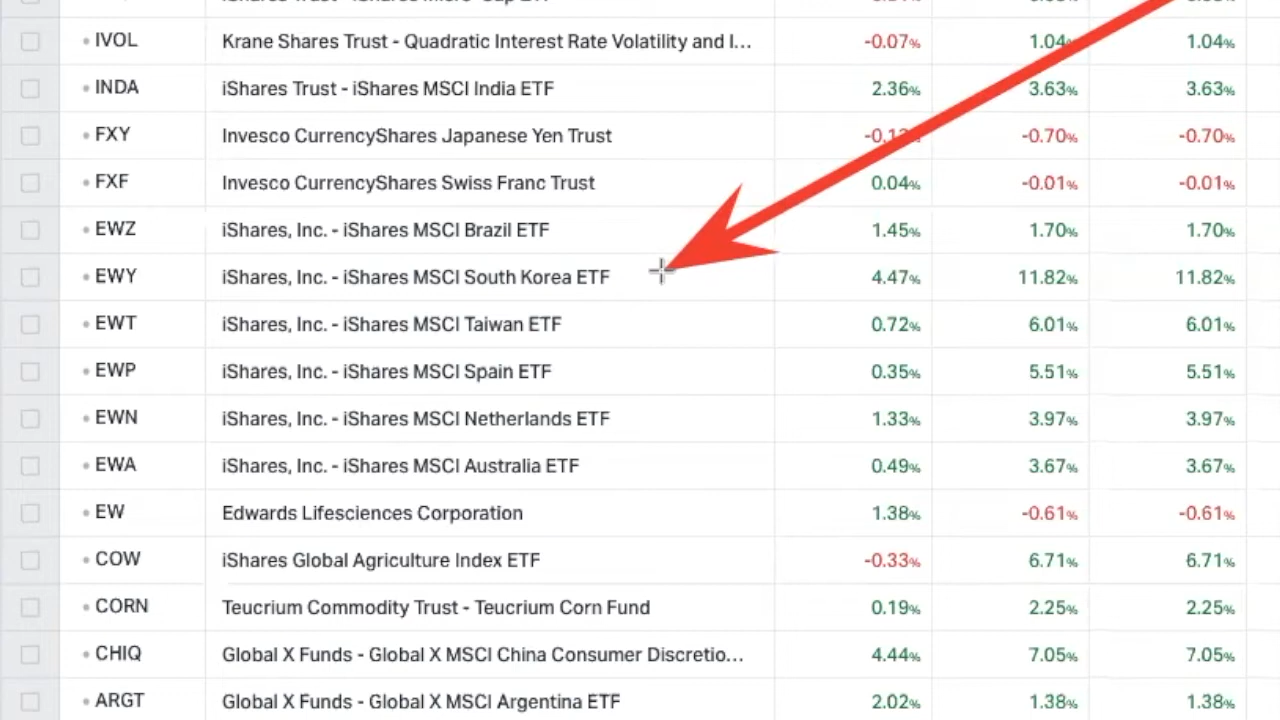 IVOL Krane Shares Trust - Quadratic Interest Rate Volatility and I... -0.07% 1.04% 1.04%
INDA iShares Trust - iShares MSCI India ETF 2.36% 3.63% 3.63%
FXY Invesco CurrencyShares Japanese Yen Trust -0.70% -0.70%
FXF Invesco CurrencyShares Swiss Franc Trust 0.04% -0.01% -0.01%
EWZ iShares, Inc. - iShares MSCI Brazil ETF 1.45% 1.70% 1.70%
EWY iShares, Inc. - iShares MSCI South Korea ETF 4.47% 11.82% 11.82%
EWT iShares, Inc. - iShares MSCI Taiwan ETF 0.72% 6.01% 6.01%
EWP iShares, Inc. - iShares MSCI Spain ETF 0.35% 5.51% 5.51%
EWN iShares, Inc. - iShares MSCI Netherlands ETF 1.33% 3.97% 3.97%
EWA iShares, Inc. - iShares MSCI Australia ETF 0.49% 3.67% 3.67%
EW Edwards Lifesciences Corporation 1.38% -0.61% -0.61%
COW iShares Global Agriculture Index ETF -0.33% 6.71% 6.71%
CORN Teucrium Commodity Trust - Teucrium Corn Fund 0.19% 2.25% 2.25%
CHIQ Global X Funds - Global X MSCI China Consumer Discretio... 4.44% 7.05% 7.05%
ARGT Global X Funds - Global X MSCI Argentina ETF 2.02% 1.38% 1.38%